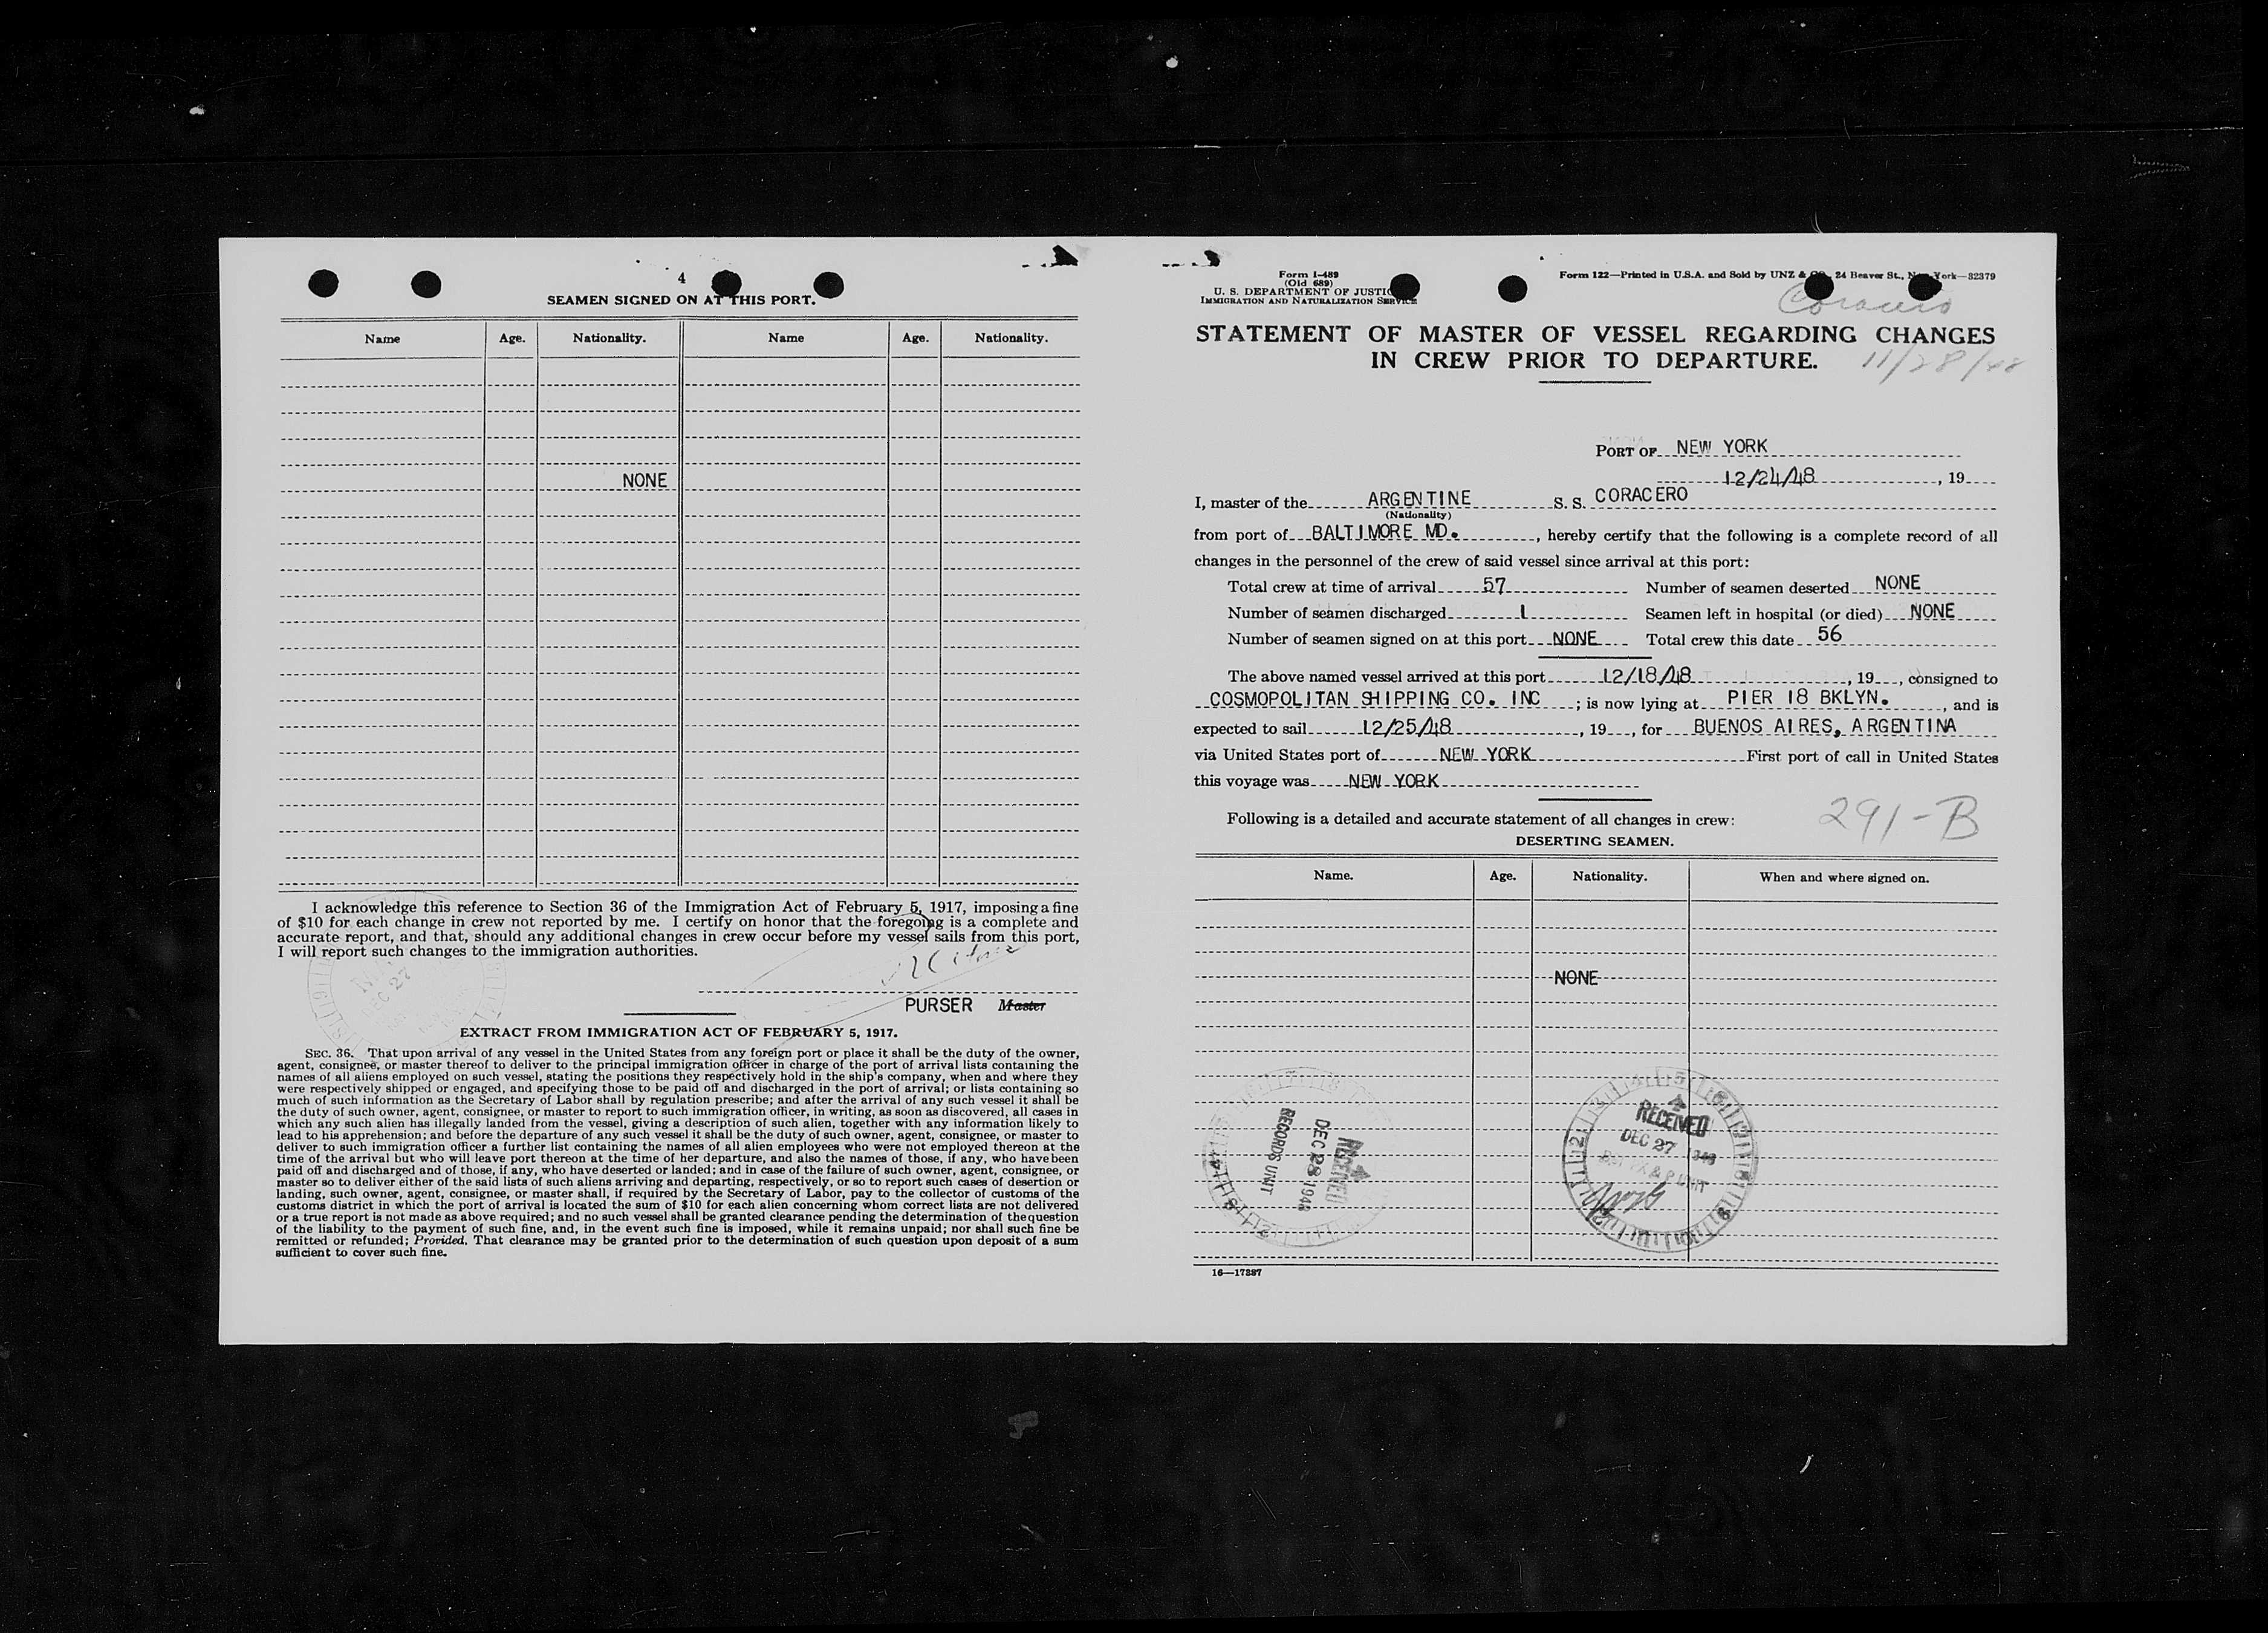 4
SEAMEN SIGNED ON AT THIS PORT.
Name Age. Nationality. Name Age. Nationality.
NONE
I acknowledge this reference to Section 36 of the Immigration Act of February 5, 1917, imposing a fine
of $10 for each change in crew not reported by me. I certify on honor that the foregoing is a complete and
accurate report, and that, should any additional changes in crew occur before my vessel sails from this port,
I will report such changes to the immigration authorities.
PURSER Master
EXTRACT FROM IMMIGRATION ACT OF FEBRUARY 5, 1917.
SEC. 36. That upon arrival of any vessel in the United States from any foreign port or place it shall be the duty of the owner,
agent, consignee, or master thereof to deliver to the principal immigration officer in charge of the port of arrival lists containing the
names of all aliens employed on such vessel, stating the positions they respectively hold in the ship's company, when and where they
were respectively shipped or engaged, and specifying those to be paid off and discharged in the port of arrival; or lists containing so
much of such information as the Secretary of Labor shall by regulation prescribe; and after the arrival of any such vessel it shall be
the duty of such owner, agent, consignee, or master to report to such immigration officer, in writing, as soon as discovered, all cases in
which any such alien has illegally landed from the vessel, giving a description of such alien, together with any information likely to
lead to his apprehension; and before the departure of any such vessel it shall be the duty of such owner, agent, consignee, or master to
deliver to such immigration officer a further list containing the names of all alien employees who were not employed thereon at the
time of the arrival but who will leave port thereon at the time of her departure, and also the names of those, if any, who have been
paid off and discharged and of those, if any, who have deserted or landed; and in case of the failure of such owner, agent, consignee, or
master so to deliver either of the said lists of such aliens arriving and departing, respectively, or so to report such cases of desertion or
landing, such owner, agent, consignee, or master shall, if required by the Secretary of Labor, pay to the collector of customs of the
customs district in which the port of arrival is located the sum of $10 for each alien concerning whom correct lists are not delivered
or a true report is not made as above required; and no such vessel shall be granted clearance pending the determination of the question
of the liability to the payment of such fine, and, in the event such fine is imposed, while it remains unpaid; nor shall such fine be
remitted or refunded; Provided, That clearance may be granted prior to the determination of such question upon deposit of a sum
sufficient to cover such fine.
Form I-489
(Old 689)
U. S. DEPARTMENT OF JUSTICE
IMMIGRATION AND NATURALIZATION SERVICE
Form 122—Printed in U.S.A. and Sold by UNZ & CO., 24 Beaver St., New York—32379
Coracero
STATEMENT OF MASTER OF VESSEL REGARDING CHANGES
IN CREW PRIOR TO DEPARTURE.
11/28/48
PORT OF NEW YORK
12/24/48, 19
I, master of the ARGENTINE S. S. CORACERO
(Nationality)
from port of BALTIMORE MD., hereby certify that the following is a complete record of all
changes in the personnel of the crew of said vessel since arrival at this port:
Total crew at time of arrival 57 Number of seamen deserted NONE
Number of seamen discharged 1 Seamen left in hospital (or died) NONE
Number of seamen signed on at this port NONE Total crew this date 56
The above named vessel arrived at this port 12/18/48, 19, consigned to
COSMOPOLITAN SHIPPING CO. INC; is now lying at PIER 18 BKLYN., and is
expected to sail 12/25/48, 19, for BUENOS AIRES, ARGENTINA
via United States port of NEW YORK First port of call in United States
this voyage was NEW YORK
291-B
Following is a detailed and accurate statement of all changes in crew:
DESERTING SEAMEN.
Name. Age. Nationality. When and where signed on.
NONE
RECEIVED
DEC 28 1948
RECORDS UNIT
RECEIVED
DEC 27 1948
16—17397